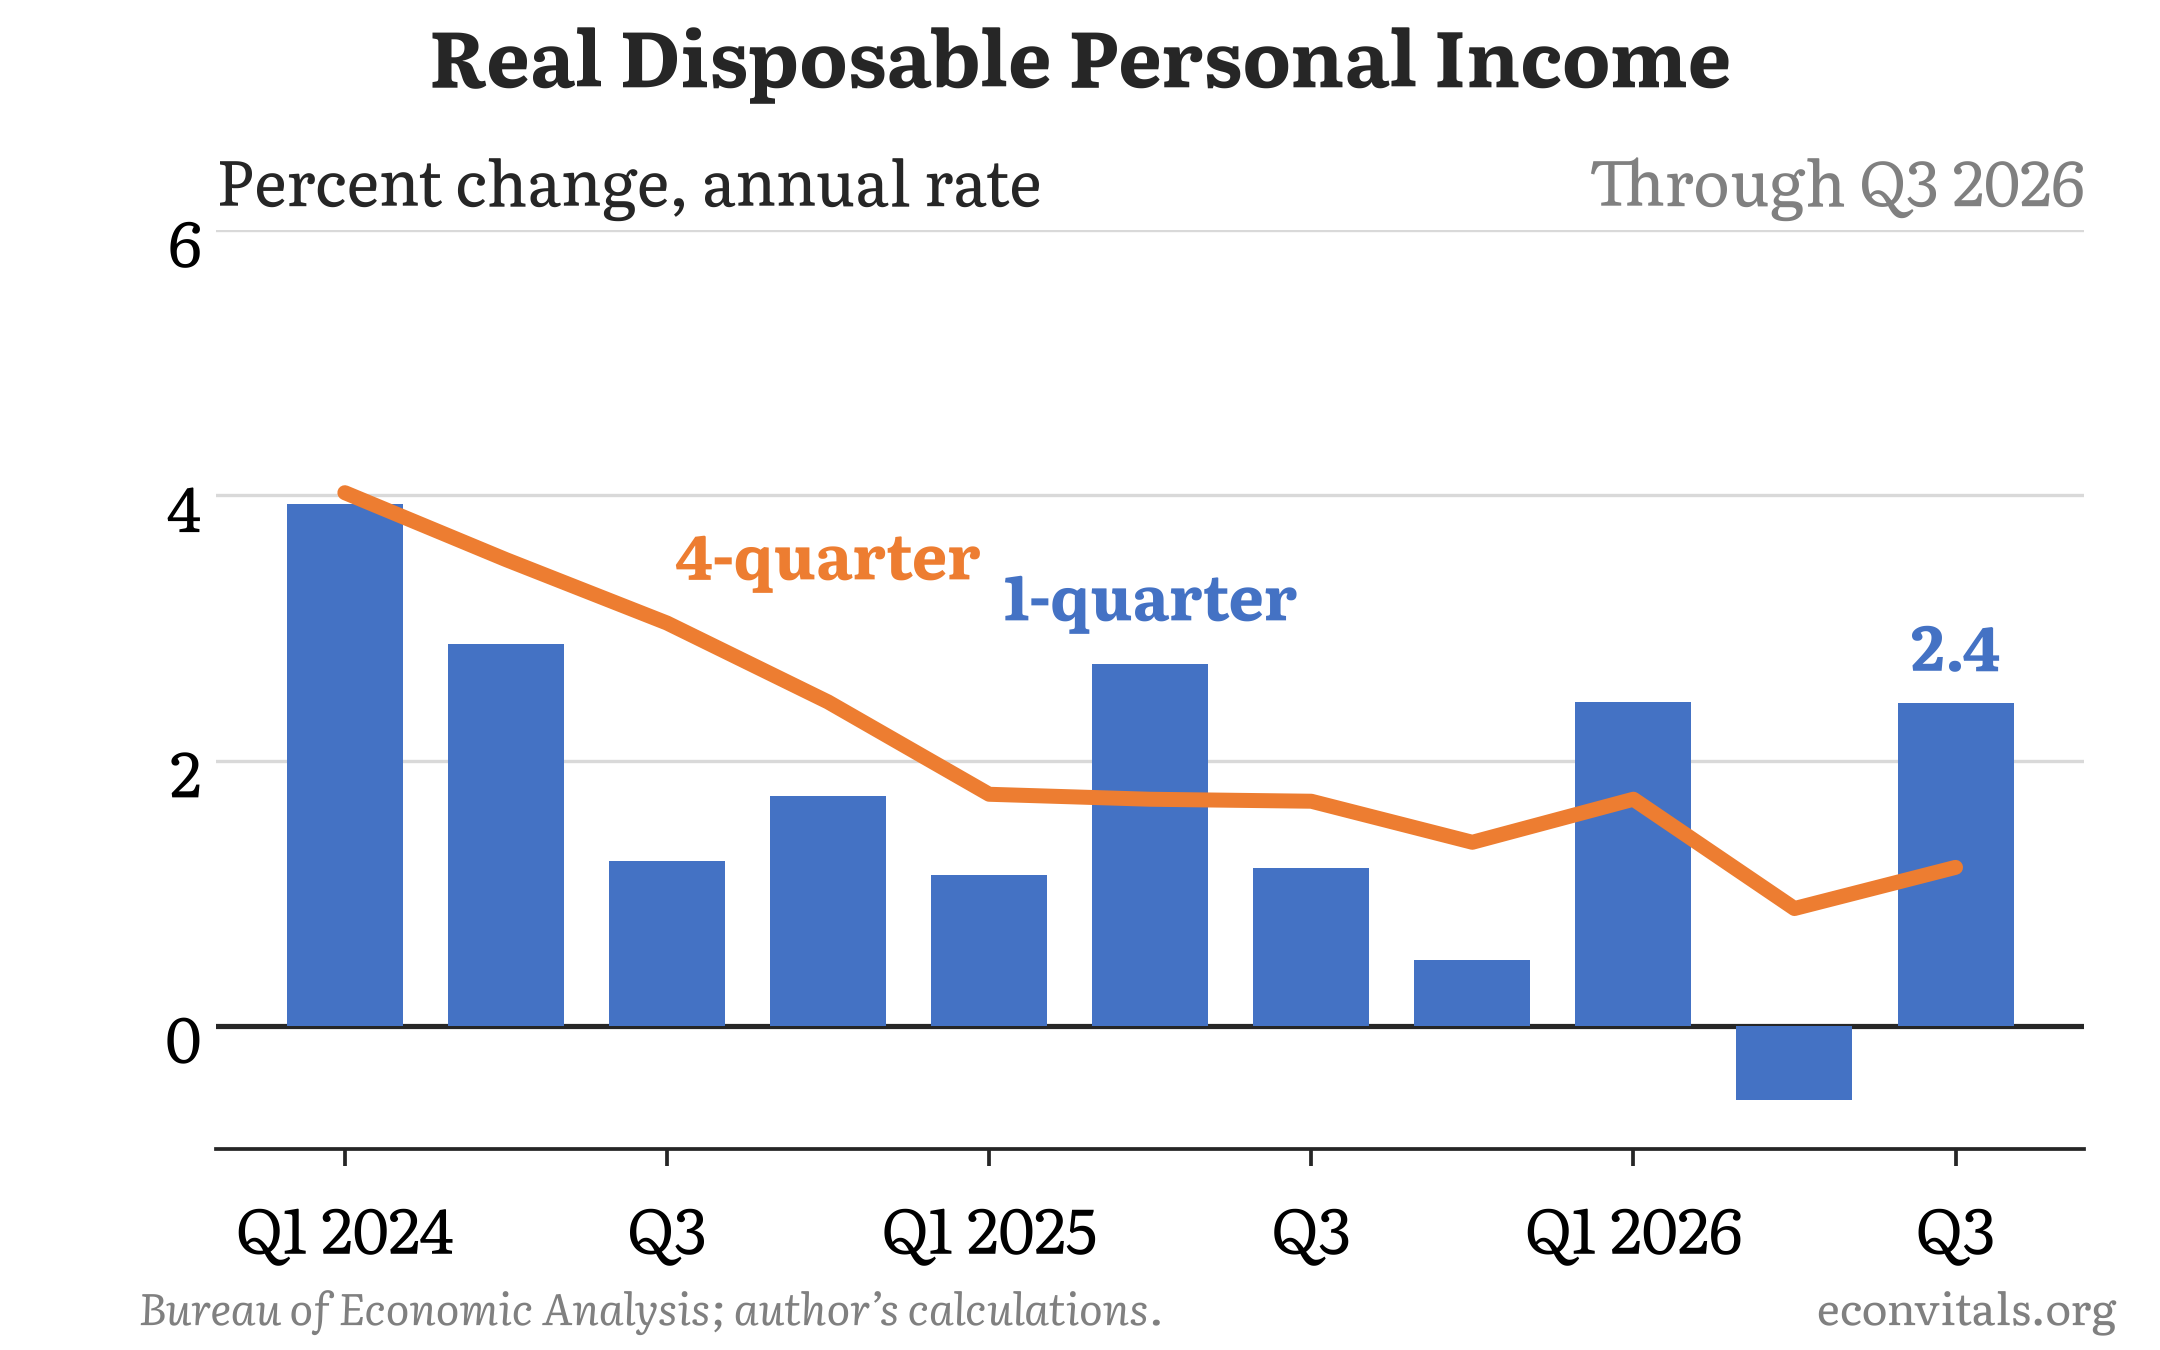 Real Disposable Personal Income
Percent change, annual rate
Through Q3 2026
6
4
4-quarter
1-quarter
2.4
2
0
Q1 2024 Q3 Q1 2025 Q3 Q1 2026 Q3
Bureau of Economic Analysis; author’s calculations.
econvitals.org